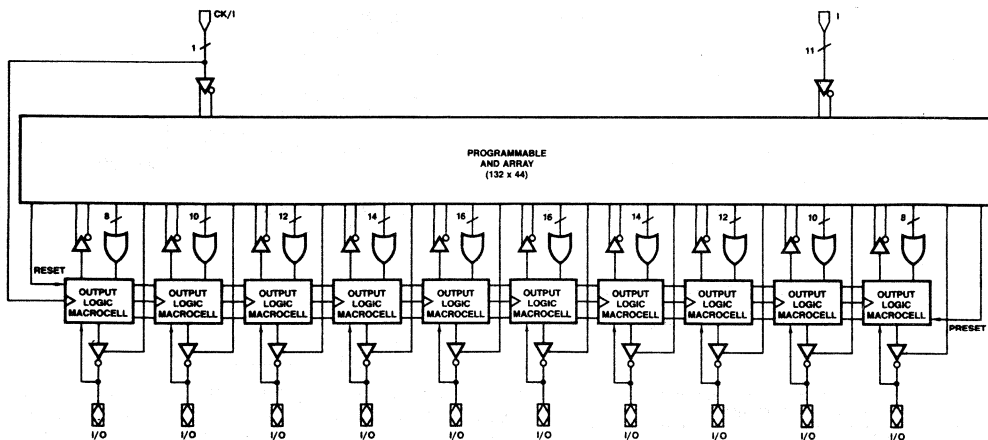 CK/I
I
1
11
PROGRAMMABLE
AND ARRAY
(132 x 44)
8
10
12
14
16
16
14
12
10
8
RESET
OUTPUT
LOGIC
MACROCELL
OUTPUT
LOGIC
MACROCELL
OUTPUT
LOGIC
MACROCELL
OUTPUT
LOGIC
MACROCELL
OUTPUT
LOGIC
MACROCELL
OUTPUT
LOGIC
MACROCELL
OUTPUT
LOGIC
MACROCELL
OUTPUT
LOGIC
MACROCELL
OUTPUT
LOGIC
MACROCELL
OUTPUT
LOGIC
MACROCELL
PRESET
I/O
I/O
I/O
I/O
I/O
I/O
I/O
I/O
I/O
I/O